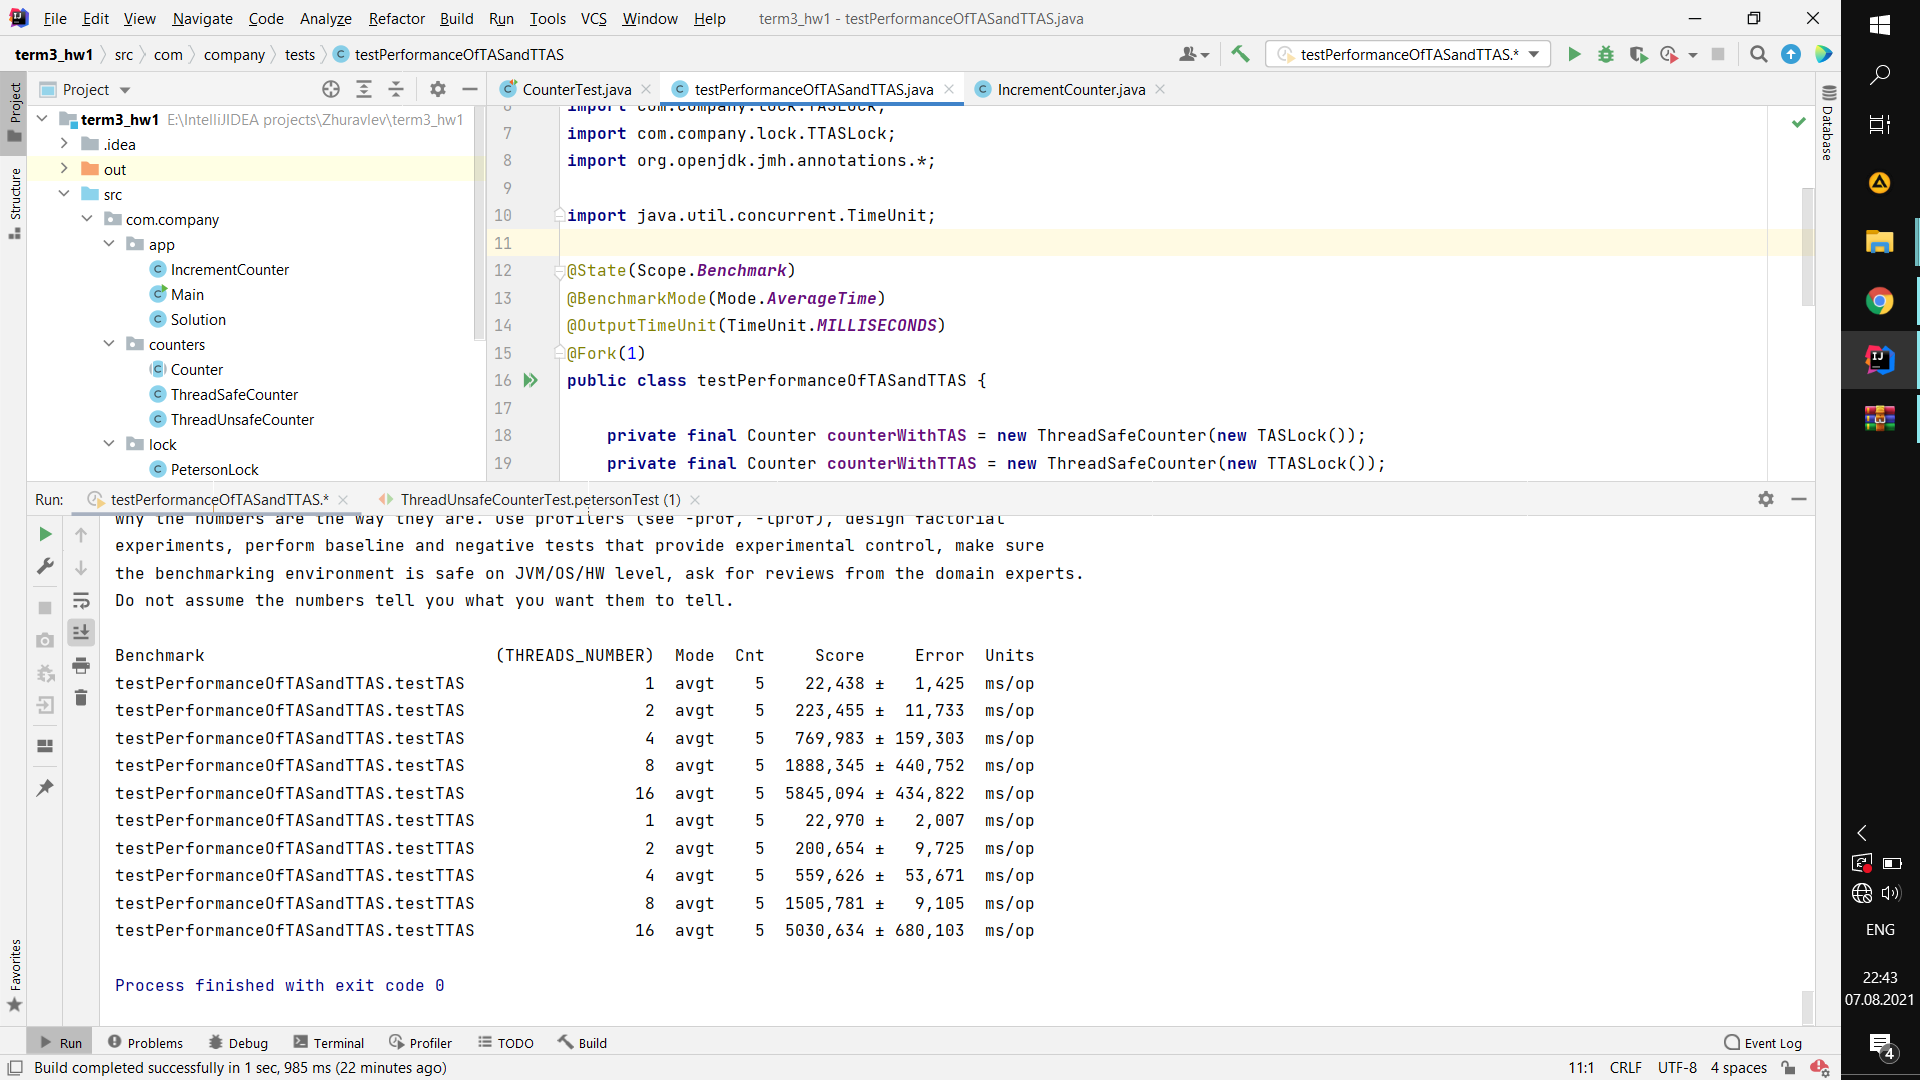 File Edit View Navigate Code Analyze Refactor Build Run Tools VCS Window Help term3_hw1 - testPerformanceOfTASandTTAS.java
term3_hw1 src com company tests testPerformanceOfTASandTTAS
testPerformanceOfTASandTTAS.*
Project
CounterTest.java testPerformanceOfTASandTTAS.java IncrementCounter.java
Project
Structure
Favorites
Database
term3_hw1 E:\IntelliJIDEA projects\Zhuravlev\term3_hw1
.idea
out
src
com.company
app
IncrementCounter
Main
Solution
counters
Counter
ThreadSafeCounter
ThreadUnsafeCounter
lock
PetersonLock
6 import com.company.lock.TASLock;
7 import com.company.lock.TTASLock;
8 import org.openjdk.jmh.annotations.*;
9
10 import java.util.concurrent.TimeUnit;
11
12 @State(Scope.Benchmark)
13 @BenchmarkMode(Mode.AverageTime)
14 @OutputTimeUnit(TimeUnit.MILLISECONDS)
15 @Fork(1)
16 public class testPerformanceOfTASandTTAS {
17
18 private final Counter counterWithTAS = new ThreadSafeCounter(new TASLock());
19 private final Counter counterWithTTAS = new ThreadSafeCounter(new TTASLock());
Run: testPerformanceOfTASandTTAS.* ThreadUnsafeCounterTest.petersonTest (1)
why the numbers are the way they are. Use profilers (see -prof, -lprof), design factorial
experiments, perform baseline and negative tests that provide experimental control, make sure
the benchmarking environment is safe on JVM/OS/HW level, ask for reviews from the domain experts.
Do not assume the numbers tell you what you want them to tell.
Benchmark (THREADS_NUMBER) Mode Cnt Score Error Units
testPerformanceOfTASandTTAS.testTAS 1 avgt 5 22,438 ± 1,425 ms/op
testPerformanceOfTASandTTAS.testTAS 2 avgt 5 223,455 ± 11,733 ms/op
testPerformanceOfTASandTTAS.testTAS 4 avgt 5 769,983 ± 159,303 ms/op
testPerformanceOfTASandTTAS.testTAS 8 avgt 5 1888,345 ± 440,752 ms/op
testPerformanceOfTASandTTAS.testTAS 16 avgt 5 5845,094 ± 434,822 ms/op
testPerformanceOfTASandTTAS.testTTAS 1 avgt 5 22,970 ± 2,007 ms/op
testPerformanceOfTASandTTAS.testTTAS 2 avgt 5 200,654 ± 9,725 ms/op
testPerformanceOfTASandTTAS.testTTAS 4 avgt 5 559,626 ± 53,671 ms/op
testPerformanceOfTASandTTAS.testTTAS 8 avgt 5 1505,781 ± 9,105 ms/op
testPerformanceOfTASandTTAS.testTTAS 16 avgt 5 5030,634 ± 680,103 ms/op
Process finished with exit code 0
Run Problems Debug Terminal Profiler TODO Build Event Log
Build completed successfully in 1 sec, 985 ms (22 minutes ago) 11:1 CRLF UTF-8 4 spaces
ENG
22:43
07.08.2021
4